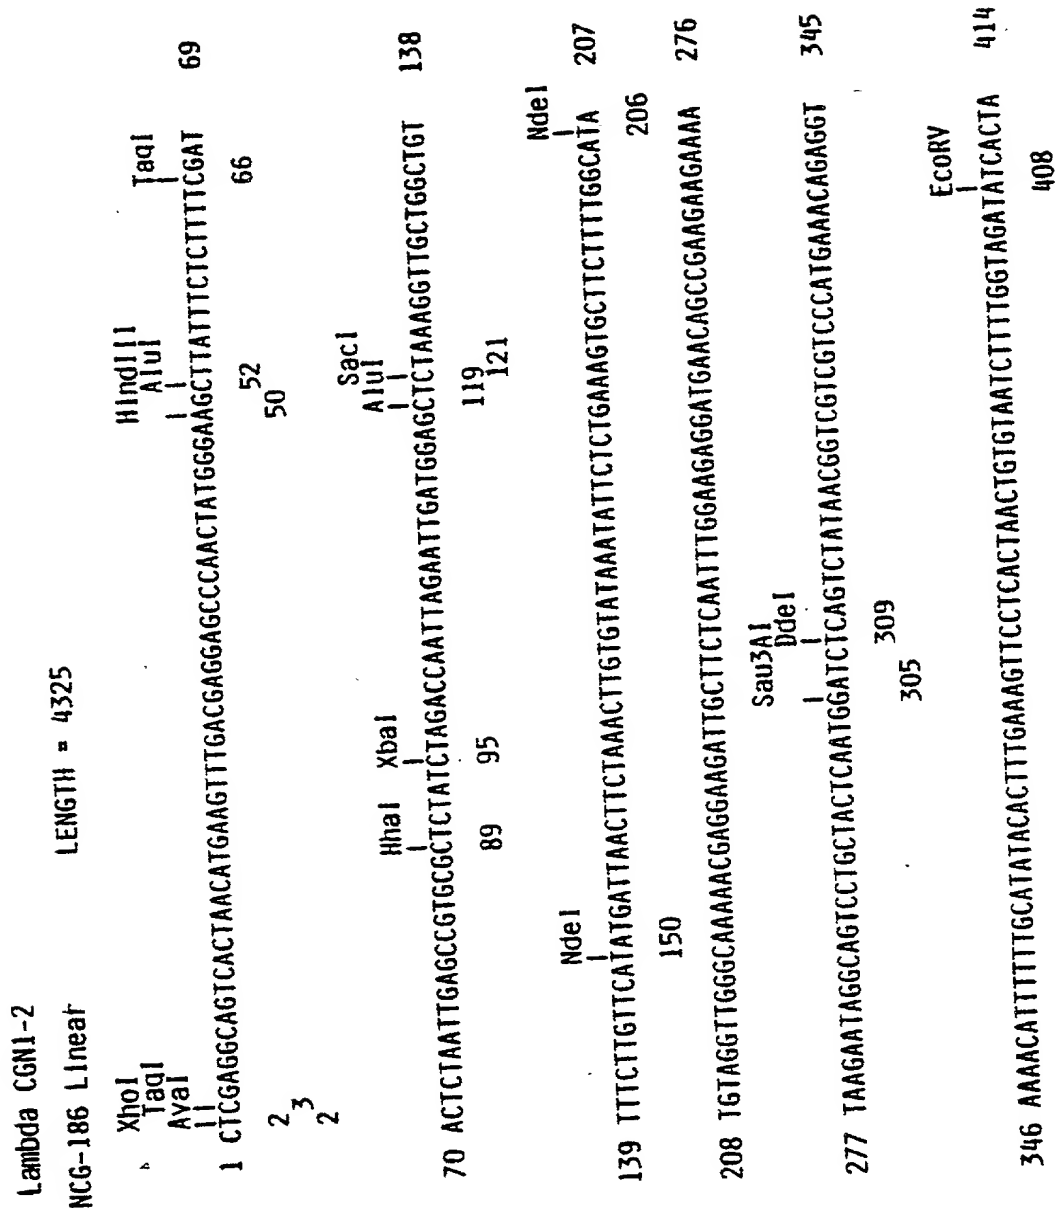 Lambda CGN1-2
NCG-186 Linear LENGTH = 4325
XhoI HindIII
TaqI AluI TaqI
AvaI
1 CTCGAGGCAGTCACTAACATGAAGTTTGACGAGGAGCCCAACTATGGGAAGCTTATTTCTCTTTTCGAT 69
2 52 66
3 50
2
HhaI XbaI AluI SacI
70 ACTCTAATTGAGCCGTGCGCTCTATCTAGACCAATTAGAATTGATGGAGCTCTAAAGGTTGCTGGCTGT 138
89 95 119
121
NdeI NdeI
139 TTTCTTGTTCATATGATTAACTTCTAAACTTGTGTATAAATATTCTCTGAAAGTGCTTCTTTTGGCATA 207
150 206
208 TGTAGGTTGGGCAAAAACGAGGAAGATTGCTTCTCAATTTGGAAGAGGATGAACAGCCGAAGAAGAAAA 276
Sau3AI
DdeI
277 TAAGAATAGGCAGTCCTGCTACTCAATGGATCTCAGTCTATAACGGTCGTCGTCCCATGAAACAGAGGT 345
309
305
EcoRV
346 AAAACATTTTTTGCATATACACTTTGAAAGTTCCTCACTAACTGTGTAATCTTTTGGTAGATATCACTA 414
408